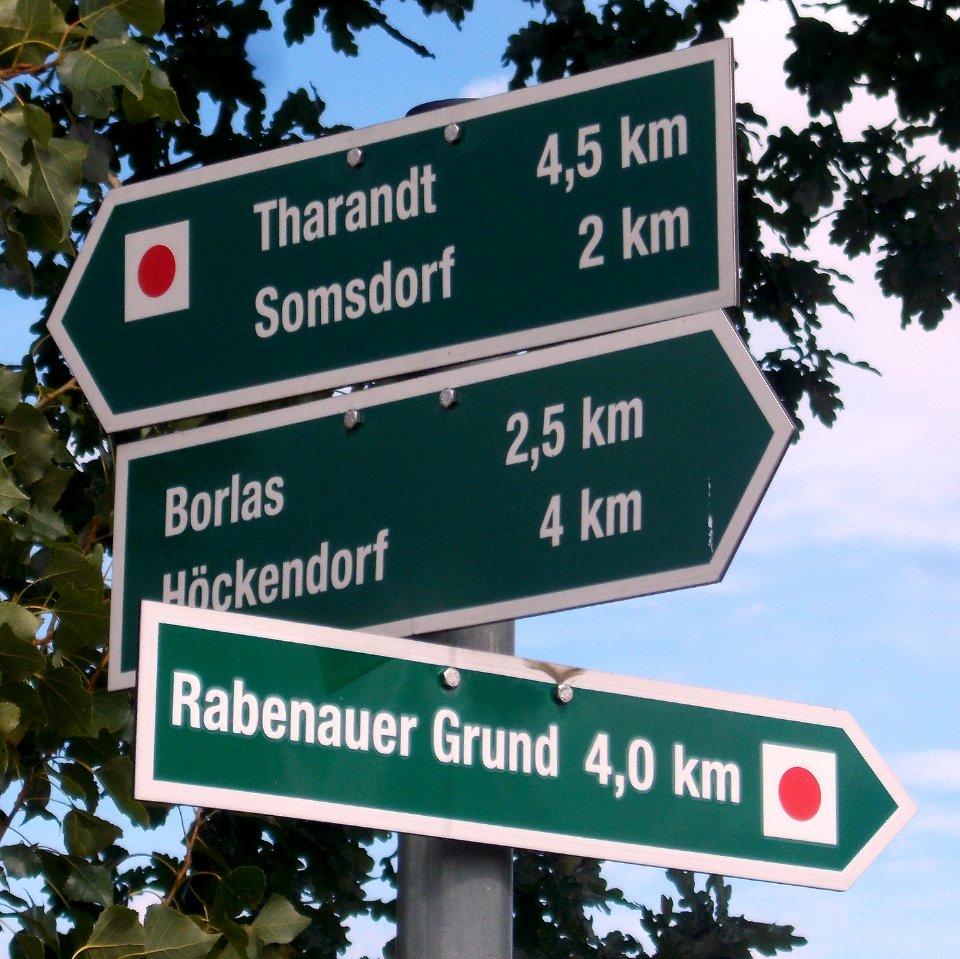 Tharandt 4,5 km
Somsdorf 2 km
Borlas 2,5 km
Höckendorf 4 km
Rabenauer Grund 4,0 km